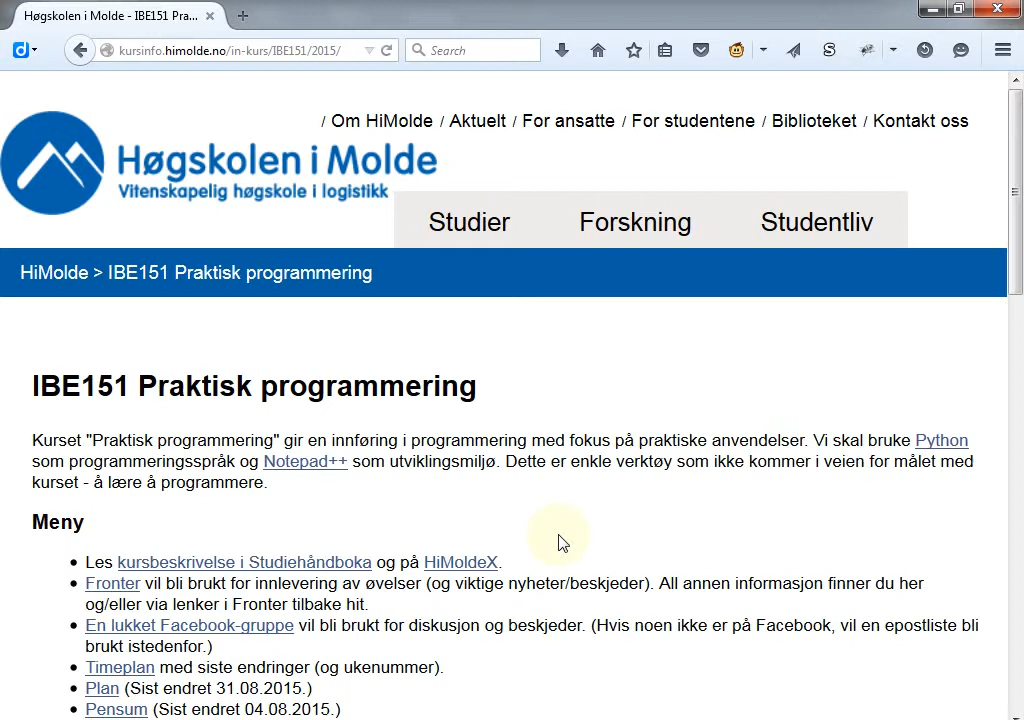 Høgskolen i Molde - IBE151 Pra...
kursinfo.himolde.no/in-kurs/IBE151/2015/
Search
/ Om HiMolde / Aktuelt / For ansatte / For studentene / Biblioteket / Kontakt oss
Høgskolen i Molde
Vitenskapelig høgskole i logistikk
Studier Forskning Studentliv
HiMolde > IBE151 Praktisk programmering
IBE151 Praktisk programmering
Kurset "Praktisk programmering" gir en innføring i programmering med fokus på praktiske anvendelser. Vi skal bruke Python
som programmeringsspråk og Notepad++ som utviklingsmiljø. Dette er enkle verktøy som ikke kommer i veien for målet med
kurset - å lære å programmere.
Meny
• Les kursbeskrivelse i Studiehåndboka og på HiMoldeX.
• Fronter vil bli brukt for innlevering av øvelser (og viktige nyheter/beskjeder). All annen informasjon finner du her
og/eller via lenker i Fronter tilbake hit.
• En lukket Facebook-gruppe vil bli brukt for diskusjon og beskjeder. (Hvis noen ikke er på Facebook, vil en epostliste bli
brukt istedenfor.)
• Timeplan med siste endringer (og ukenummer).
• Plan (Sist endret 31.08.2015.)
• Pensum (Sist endret 04.08.2015.)